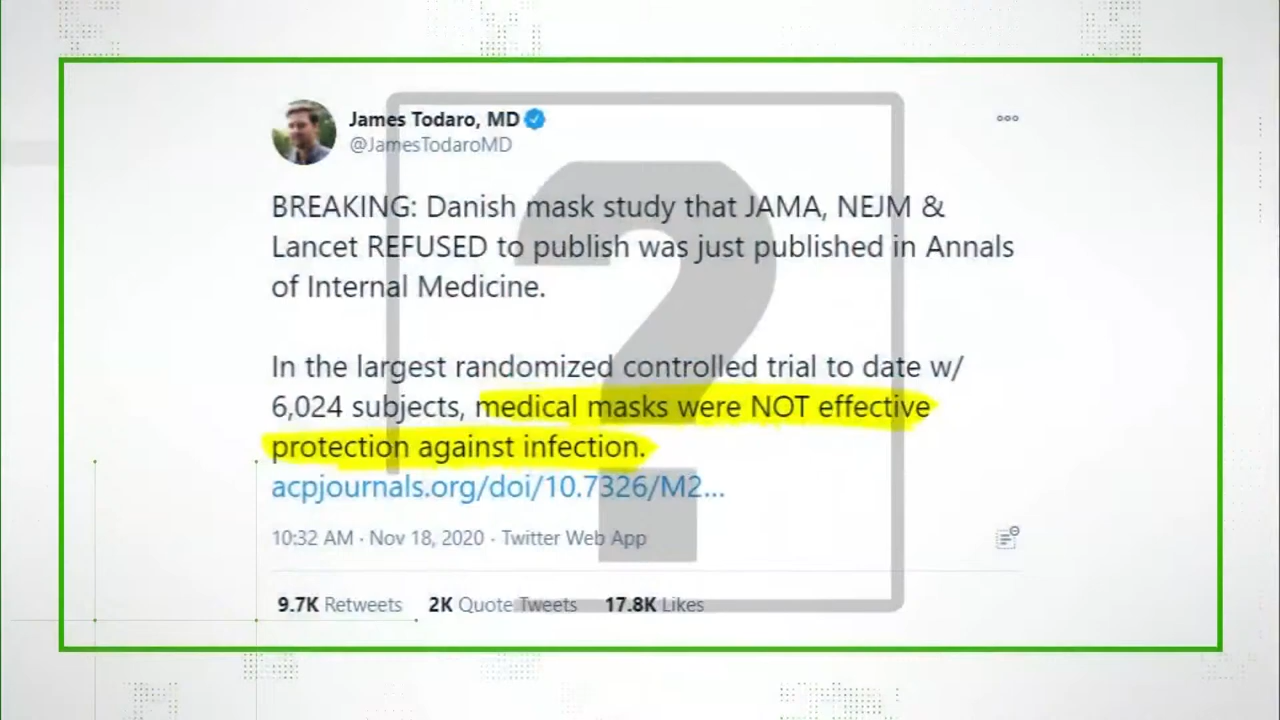 James Todaro, MD
@JamesTodaroMD
BREAKING: Danish mask study that JAMA, NEJM &
Lancet REFUSED to publish was just published in Annals
of Internal Medicine.
In the largest randomized controlled trial to date w/
6,024 subjects, medical masks were NOT effective
protection against infection.
acpjournals.org/doi/10.7326/M2...
10:32 AM · Nov 18, 2020 · Twitter Web App
9.7K Retweets 2K Quote Tweets 17.8K Likes
?